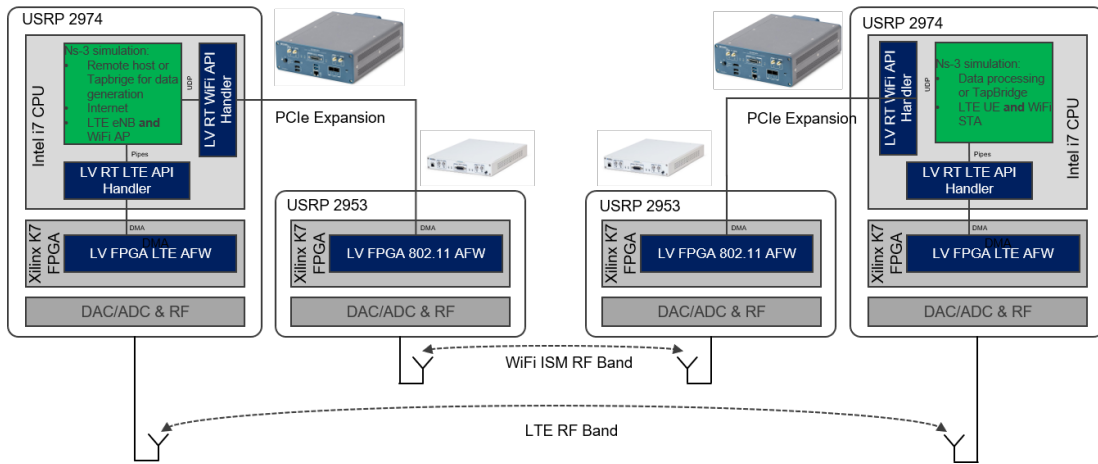 USRP 2974
Intel i7 CPU
Ns-3 simulation:
• Remote host or
Tapbrige for data
generation
• Internet
• LTE eNB and
WiFi AP
UDP
LV RT WiFi API
Handler
Pipes
LV RT LTE API
Handler
DMA
Xilinx K7
FPGA
DMA
LV FPGA LTE AFW
DAC/ADC & RF
PCIe Expansion
USRP 2953
Xilinx K7
FPGA
DMA
LV FPGA 802.11 AFW
DAC/ADC & RF
PCIe Expansion
USRP 2953
Xilinx K7
FPGA
DMA
LV FPGA 802.11 AFW
DAC/ADC & RF
USRP 2974
LV RT WiFi API
Handler
UDP
Ns-3 simulation:
• Data processing
or TapBridge
• LTE UE and WiFi
STA
Intel i7 CPU
Pipes
LV RT LTE API
Handler
DMA
Xilinx K7
FPGA
DMA
LV FPGA LTE AFW
DAC/ADC & RF
WiFi ISM RF Band
LTE RF Band